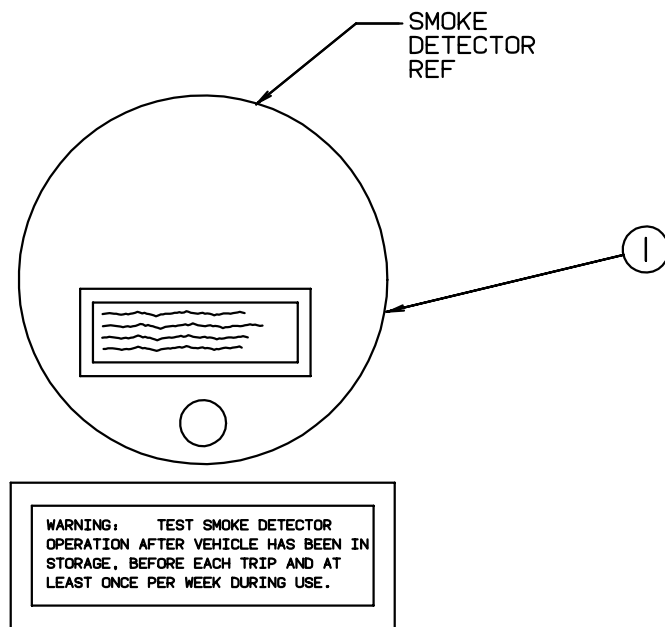 SMOKE
DETECTOR
REF
1
WARNING: TEST SMOKE DETECTOR
OPERATION AFTER VEHICLE HAS BEEN IN
STORAGE, BEFORE EACH TRIP AND AT
LEAST ONCE PER WEEK DURING USE.